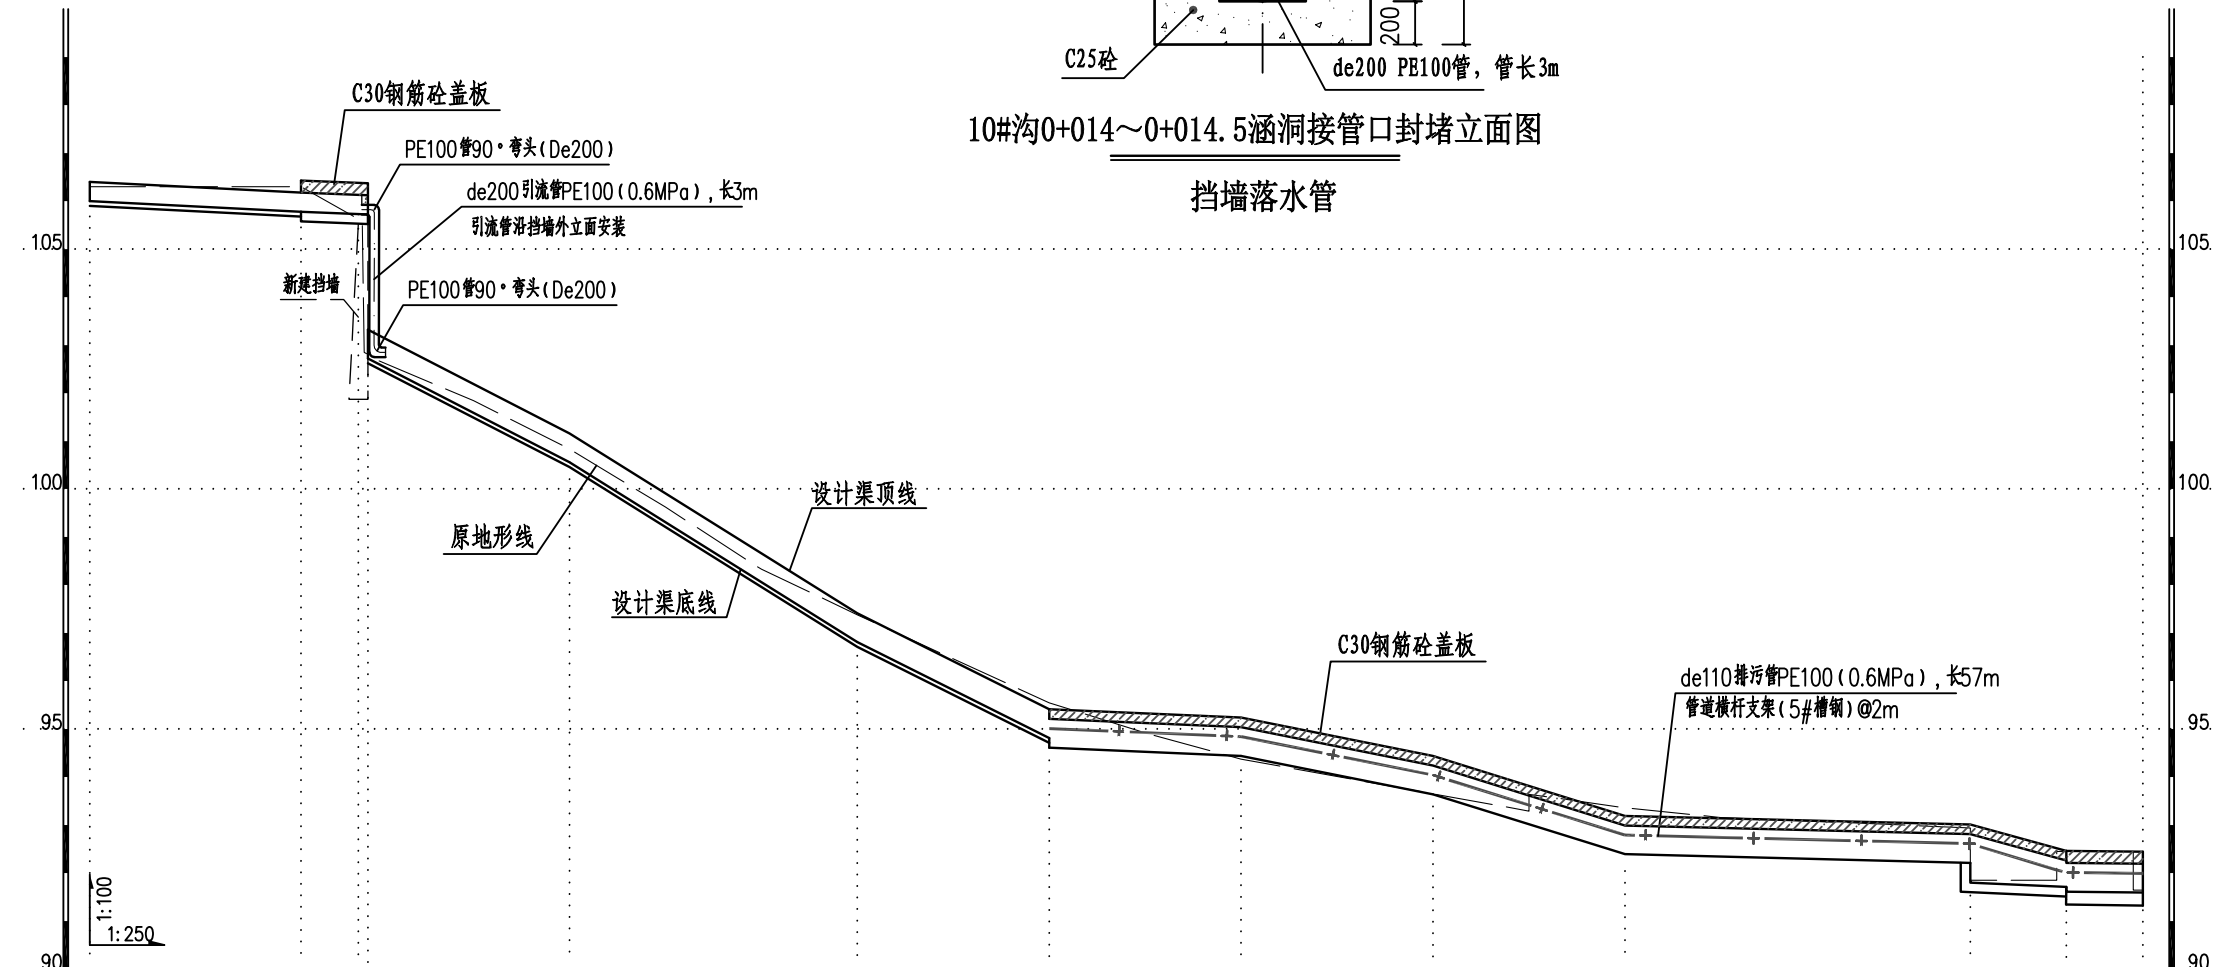 200
C25砼
de200 PE100管，管长3m
10#沟0+014～0+014.5涵洞接管口封堵立面图
挡墙落水管
C30钢筋砼盖板
PE100管90°弯头(De200)
de200引流管PE100(0.6MPa),长3m
引流管沿挡墙外立面安装
105
105
新建挡墙
PE100管90°弯头(De200)
100
100
设计渠顶线
原地形线
设计渠底线
C30钢筋砼盖板
de110排污管PE100(0.6MPa),长57m
管道横杆支架(5#槽钢)@2m
95
95
1:100
1:250
90
90